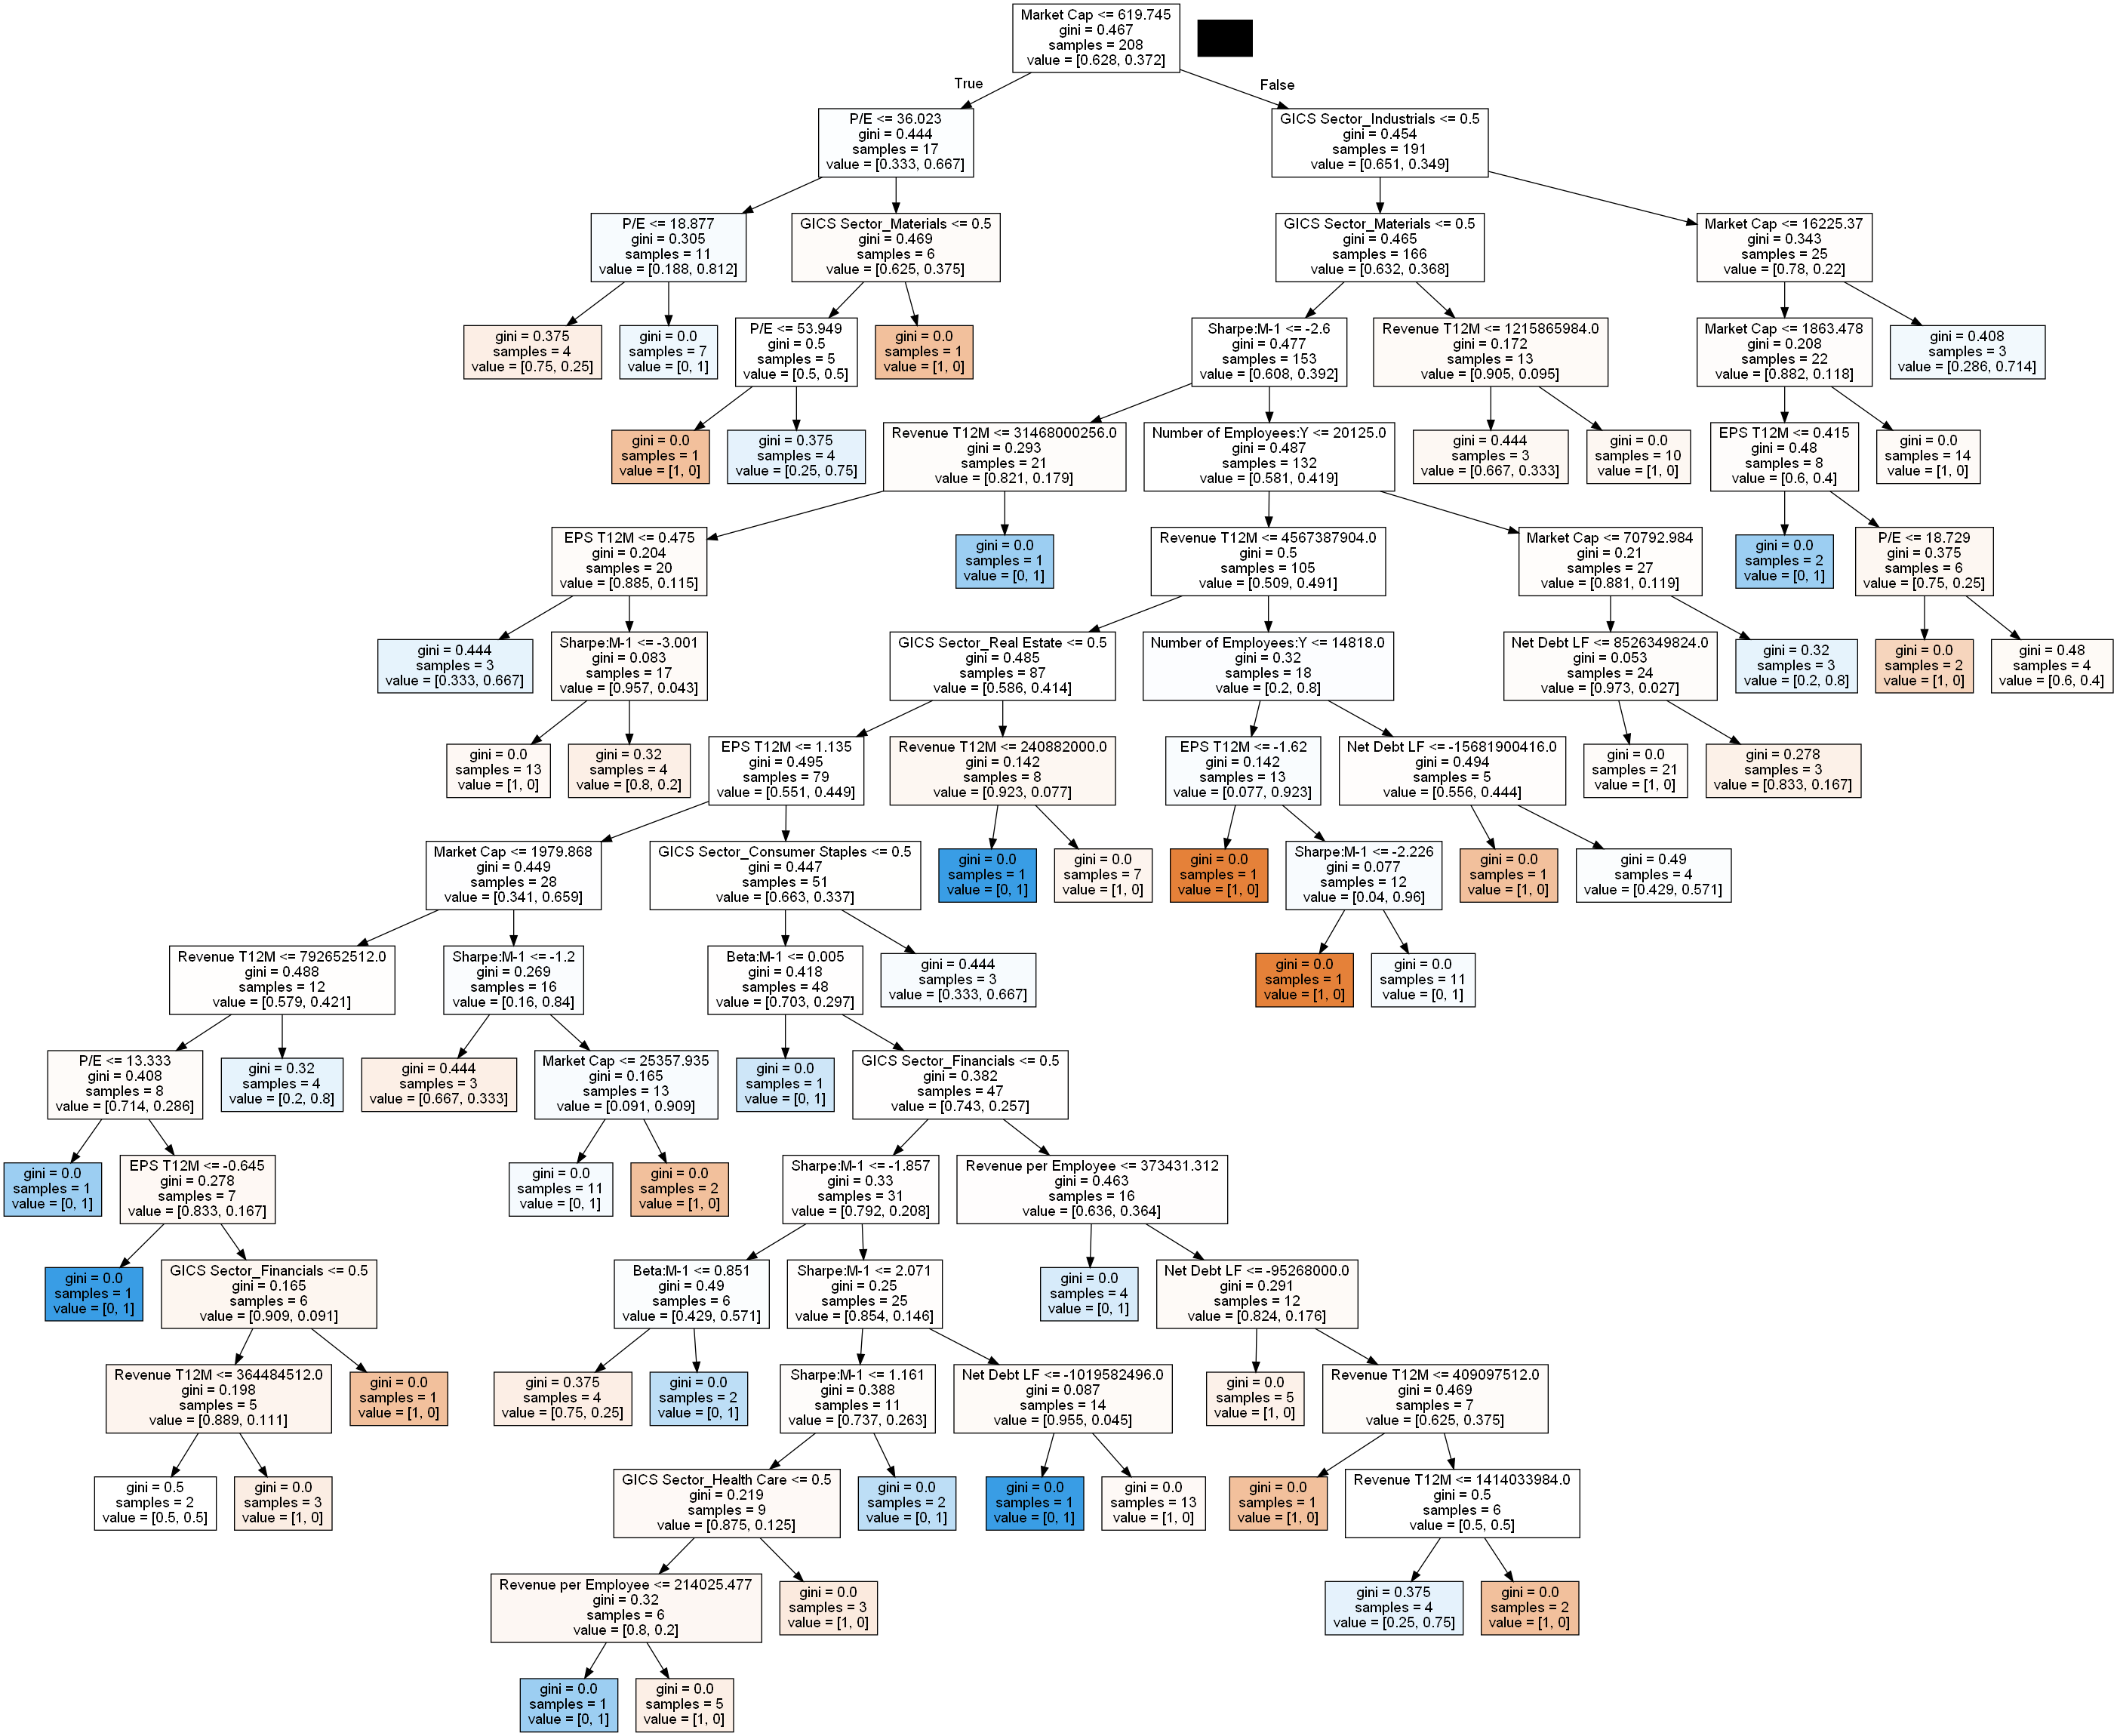 Market Cap <= 619.745
gini = 0.467
samples = 208
value = [0.628, 0.372]
True
False
P/E <= 36.023
gini = 0.444
samples = 17
value = [0.333, 0.667]
GICS Sector_Industrials <= 0.5
gini = 0.454
samples = 191
value = [0.651, 0.349]
P/E <= 18.877
gini = 0.305
samples = 11
value = [0.188, 0.812]
GICS Sector_Materials <= 0.5
gini = 0.469
samples = 6
value = [0.625, 0.375]
GICS Sector_Materials <= 0.5
gini = 0.465
samples = 166
value = [0.632, 0.368]
Market Cap <= 16225.37
gini = 0.343
samples = 25
value = [0.78, 0.22]
gini = 0.375
samples = 4
value = [0.75, 0.25]
gini = 0.0
samples = 7
value = [0, 1]
P/E <= 53.949
gini = 0.5
samples = 5
value = [0.5, 0.5]
gini = 0.0
samples = 1
value = [1, 0]
Sharpe:M-1 <= -2.6
gini = 0.477
samples = 153
value = [0.608, 0.392]
Revenue T12M <= 1215865984.0
gini = 0.172
samples = 13
value = [0.905, 0.095]
Market Cap <= 1863.478
gini = 0.208
samples = 22
value = [0.882, 0.118]
gini = 0.408
samples = 3
value = [0.286, 0.714]
gini = 0.0
samples = 1
value = [1, 0]
gini = 0.375
samples = 4
value = [0.25, 0.75]
Revenue T12M <= 31468000256.0
gini = 0.293
samples = 21
value = [0.821, 0.179]
Number of Employees:Y <= 20125.0
gini = 0.487
samples = 132
value = [0.581, 0.419]
gini = 0.444
samples = 3
value = [0.667, 0.333]
gini = 0.0
samples = 10
value = [1, 0]
EPS T12M <= 0.415
gini = 0.48
samples = 8
value = [0.6, 0.4]
gini = 0.0
samples = 14
value = [1, 0]
EPS T12M <= 0.475
gini = 0.204
samples = 20
value = [0.885, 0.115]
gini = 0.0
samples = 1
value = [0, 1]
Revenue T12M <= 4567387904.0
gini = 0.5
samples = 105
value = [0.509, 0.491]
Market Cap <= 70792.984
gini = 0.21
samples = 27
value = [0.881, 0.119]
gini = 0.0
samples = 2
value = [0, 1]
P/E <= 18.729
gini = 0.375
samples = 6
value = [0.75, 0.25]
gini = 0.444
samples = 3
value = [0.333, 0.667]
Sharpe:M-1 <= -3.001
gini = 0.083
samples = 17
value = [0.957, 0.043]
GICS Sector_Real Estate <= 0.5
gini = 0.485
samples = 87
value = [0.586, 0.414]
Number of Employees:Y <= 14818.0
gini = 0.32
samples = 18
value = [0.2, 0.8]
Net Debt LF <= 8526349824.0
gini = 0.053
samples = 24
value = [0.973, 0.027]
gini = 0.32
samples = 3
value = [0.2, 0.8]
gini = 0.0
samples = 2
value = [1, 0]
gini = 0.48
samples = 4
value = [0.6, 0.4]
gini = 0.0
samples = 13
value = [1, 0]
gini = 0.32
samples = 4
value = [0.8, 0.2]
EPS T12M <= 1.135
gini = 0.495
samples = 79
value = [0.551, 0.449]
Revenue T12M <= 240882000.0
gini = 0.142
samples = 8
value = [0.923, 0.077]
EPS T12M <= -1.62
gini = 0.142
samples = 13
value = [0.077, 0.923]
Net Debt LF <= -15681900416.0
gini = 0.494
samples = 5
value = [0.556, 0.444]
gini = 0.0
samples = 21
value = [1, 0]
gini = 0.278
samples = 3
value = [0.833, 0.167]
Market Cap <= 1979.868
gini = 0.449
samples = 28
value = [0.341, 0.659]
GICS Sector_Consumer Staples <= 0.5
gini = 0.447
samples = 51
value = [0.663, 0.337]
gini = 0.0
samples = 1
value = [0, 1]
gini = 0.0
samples = 7
value = [1, 0]
gini = 0.0
samples = 1
value = [1, 0]
Sharpe:M-1 <= -2.226
gini = 0.077
samples = 12
value = [0.04, 0.96]
gini = 0.0
samples = 1
value = [1, 0]
gini = 0.49
samples = 4
value = [0.429, 0.571]
Revenue T12M <= 792652512.0
gini = 0.488
samples = 12
value = [0.579, 0.421]
Sharpe:M-1 <= -1.2
gini = 0.269
samples = 16
value = [0.16, 0.84]
Beta:M-1 <= 0.005
gini = 0.418
samples = 48
value = [0.703, 0.297]
gini = 0.444
samples = 3
value = [0.333, 0.667]
gini = 0.0
samples = 1
value = [1, 0]
gini = 0.0
samples = 11
value = [0, 1]
P/E <= 13.333
gini = 0.408
samples = 8
value = [0.714, 0.286]
gini = 0.32
samples = 4
value = [0.2, 0.8]
gini = 0.444
samples = 3
value = [0.667, 0.333]
Market Cap <= 25357.935
gini = 0.165
samples = 13
value = [0.091, 0.909]
gini = 0.0
samples = 1
value = [0, 1]
GICS Sector_Financials <= 0.5
gini = 0.382
samples = 47
value = [0.743, 0.257]
gini = 0.0
samples = 1
value = [0, 1]
EPS T12M <= -0.645
gini = 0.278
samples = 7
value = [0.833, 0.167]
gini = 0.0
samples = 11
value = [0, 1]
gini = 0.0
samples = 2
value = [1, 0]
Sharpe:M-1 <= -1.857
gini = 0.33
samples = 31
value = [0.792, 0.208]
Revenue per Employee <= 373431.312
gini = 0.463
samples = 16
value = [0.636, 0.364]
gini = 0.0
samples = 1
value = [0, 1]
GICS Sector_Financials <= 0.5
gini = 0.165
samples = 6
value = [0.909, 0.091]
Beta:M-1 <= 0.851
gini = 0.49
samples = 6
value = [0.429, 0.571]
Sharpe:M-1 <= 2.071
gini = 0.25
samples = 25
value = [0.854, 0.146]
gini = 0.0
samples = 4
value = [0, 1]
Net Debt LF <= -95268000.0
gini = 0.291
samples = 12
value = [0.824, 0.176]
Revenue T12M <= 364484512.0
gini = 0.198
samples = 5
value = [0.889, 0.111]
gini = 0.0
samples = 1
value = [1, 0]
gini = 0.375
samples = 4
value = [0.75, 0.25]
gini = 0.0
samples = 2
value = [0, 1]
Sharpe:M-1 <= 1.161
gini = 0.388
samples = 11
value = [0.737, 0.263]
Net Debt LF <= -1019582496.0
gini = 0.087
samples = 14
value = [0.955, 0.045]
gini = 0.0
samples = 5
value = [1, 0]
Revenue T12M <= 409097512.0
gini = 0.469
samples = 7
value = [0.625, 0.375]
gini = 0.5
samples = 2
value = [0.5, 0.5]
gini = 0.0
samples = 3
value = [1, 0]
GICS Sector_Health Care <= 0.5
gini = 0.219
samples = 9
value = [0.875, 0.125]
gini = 0.0
samples = 2
value = [0, 1]
gini = 0.0
samples = 1
value = [0, 1]
gini = 0.0
samples = 13
value = [1, 0]
gini = 0.0
samples = 1
value = [1, 0]
Revenue T12M <= 1414033984.0
gini = 0.5
samples = 6
value = [0.5, 0.5]
Revenue per Employee <= 214025.477
gini = 0.32
samples = 6
value = [0.8, 0.2]
gini = 0.0
samples = 3
value = [1, 0]
gini = 0.375
samples = 4
value = [0.25, 0.75]
gini = 0.0
samples = 2
value = [1, 0]
gini = 0.0
samples = 1
value = [0, 1]
gini = 0.0
samples = 5
value = [1, 0]